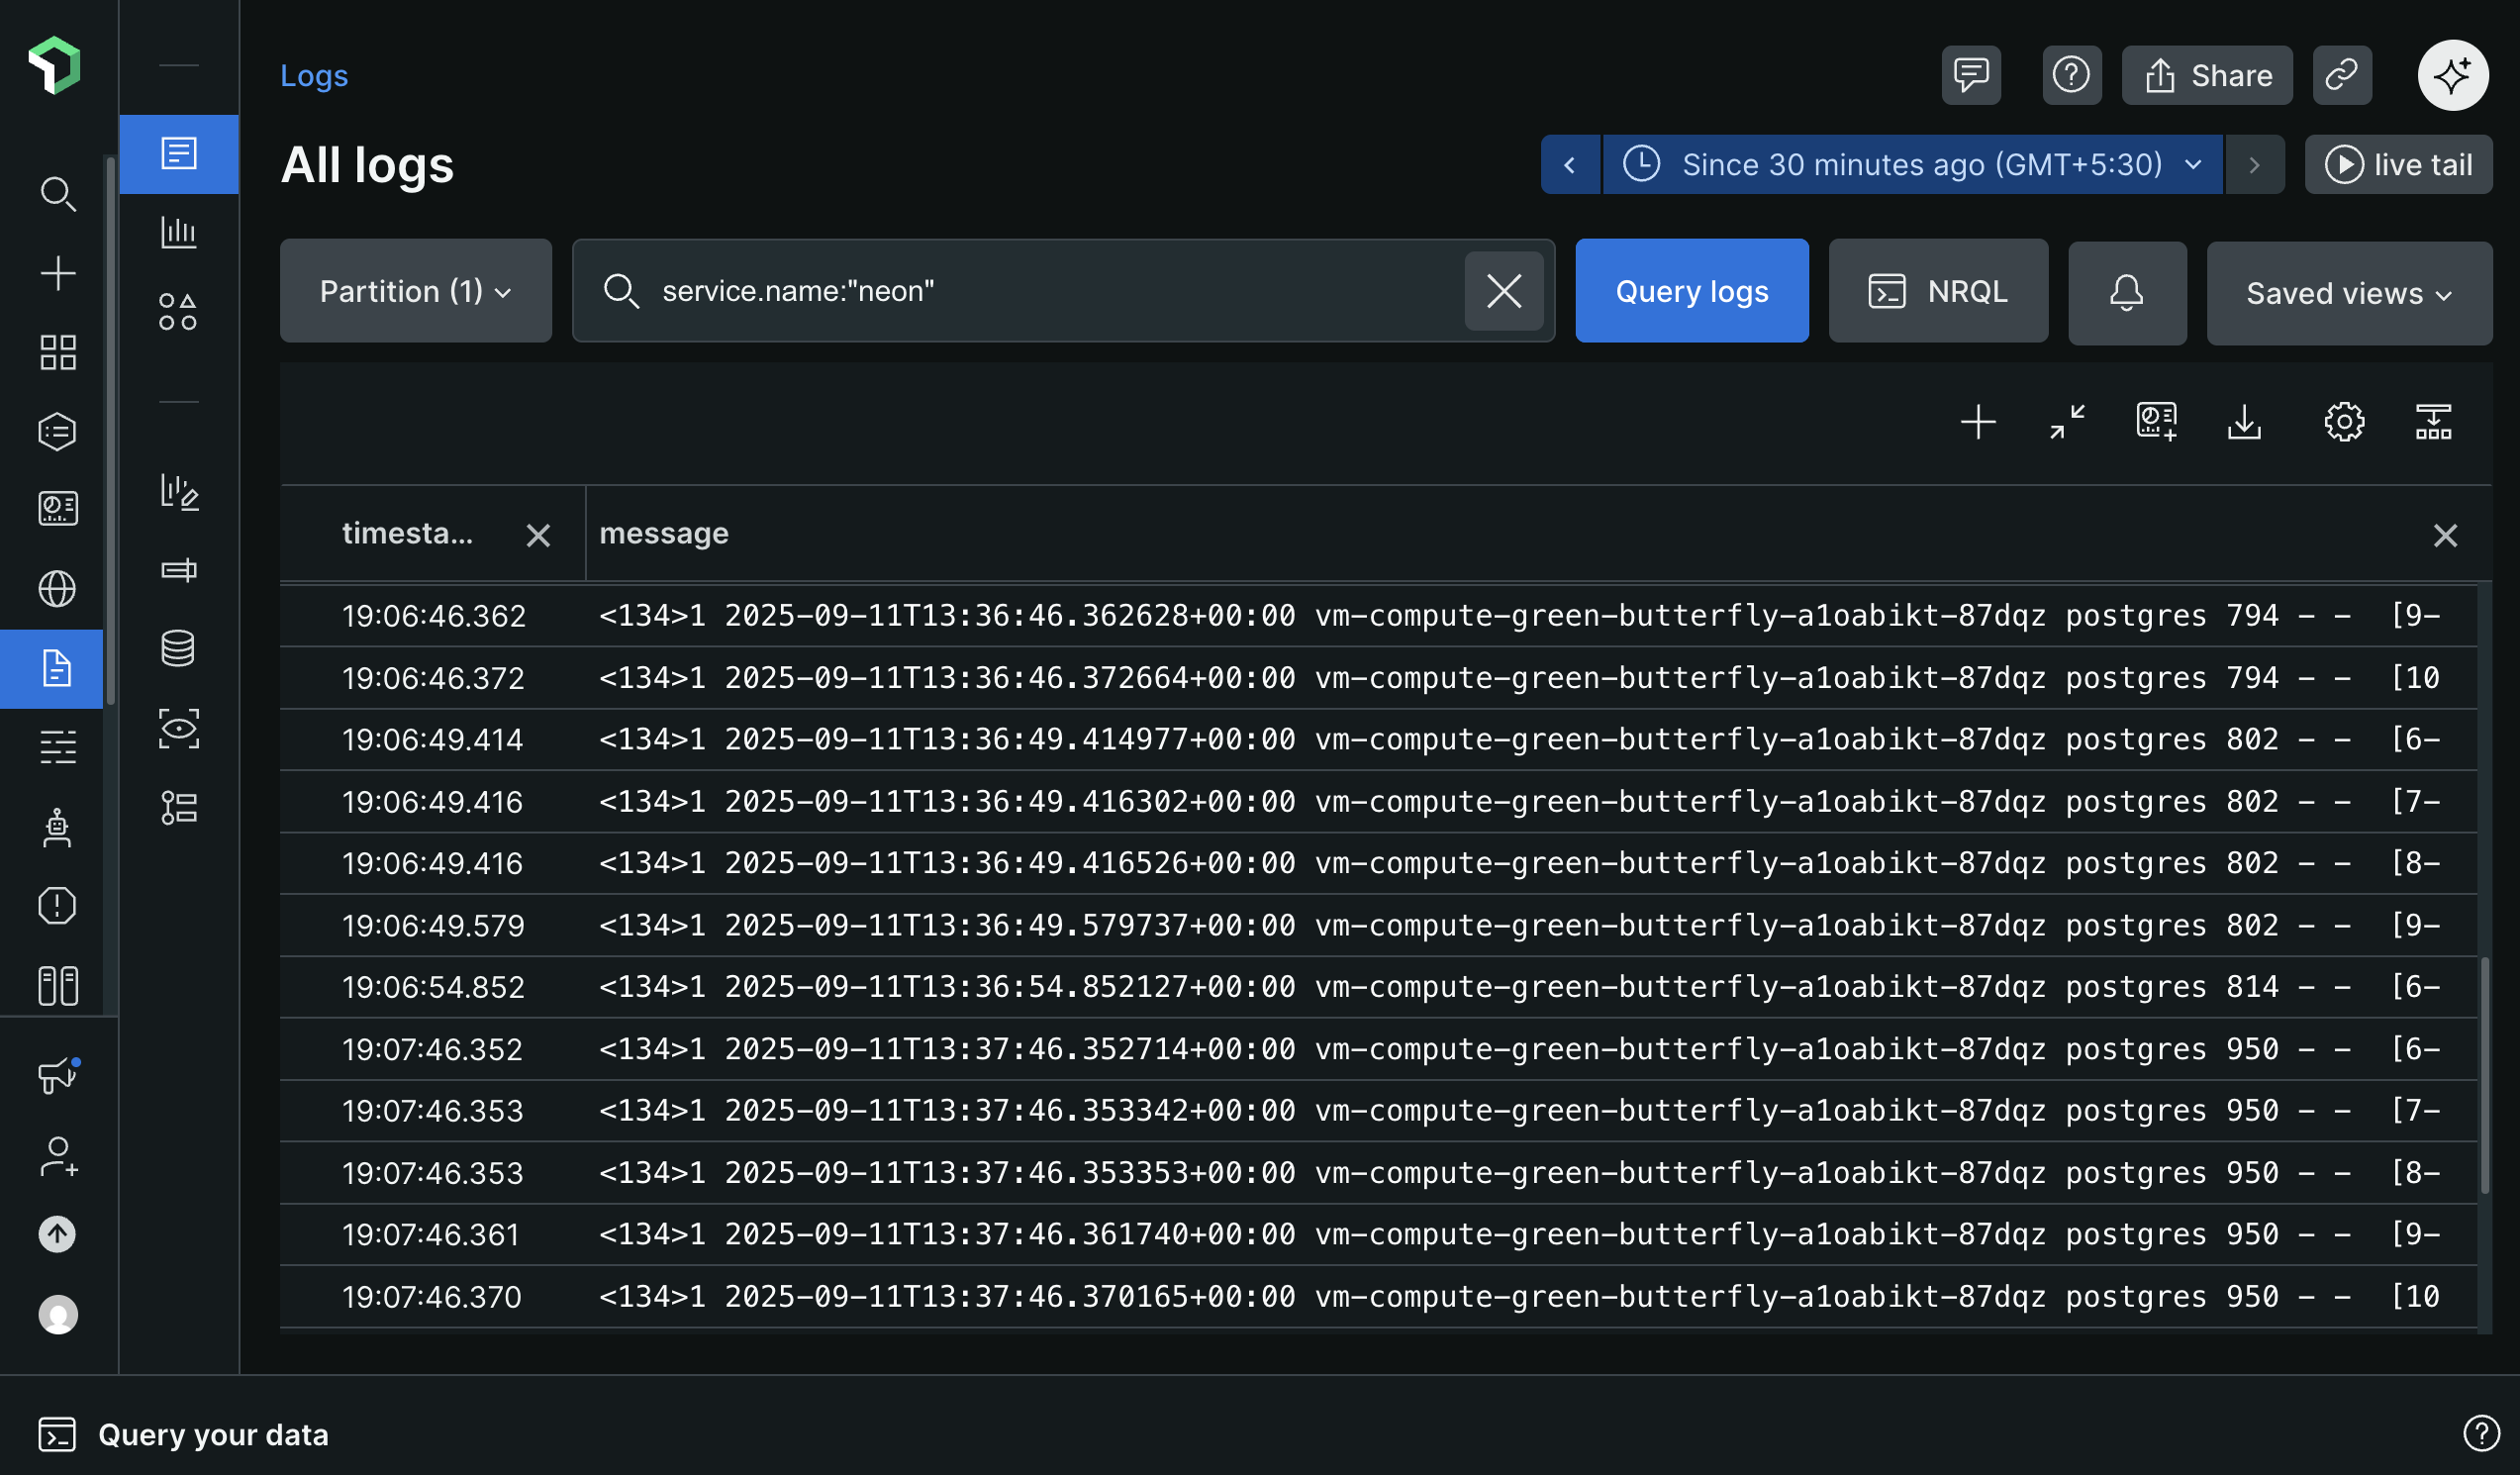 Logs
Share
All logs
Since 30 minutes ago (GMT+5:30)
live tail
Partition (1)
service.name:"neon"
Query logs
NRQL
Saved views
timesta...
message
19:06:46.362 <134>1 2025-09-11T13:36:46.362628+00:00 vm-compute-green-butterfly-a1oabikt-87dqz postgres 794 - - [9-
19:06:46.372 <134>1 2025-09-11T13:36:46.372664+00:00 vm-compute-green-butterfly-a1oabikt-87dqz postgres 794 - - [10
19:06:49.414 <134>1 2025-09-11T13:36:49.414977+00:00 vm-compute-green-butterfly-a1oabikt-87dqz postgres 802 - - [6-
19:06:49.416 <134>1 2025-09-11T13:36:49.416302+00:00 vm-compute-green-butterfly-a1oabikt-87dqz postgres 802 - - [7-
19:06:49.416 <134>1 2025-09-11T13:36:49.416526+00:00 vm-compute-green-butterfly-a1oabikt-87dqz postgres 802 - - [8-
19:06:49.579 <134>1 2025-09-11T13:36:49.579737+00:00 vm-compute-green-butterfly-a1oabikt-87dqz postgres 802 - - [9-
19:06:54.852 <134>1 2025-09-11T13:36:54.852127+00:00 vm-compute-green-butterfly-a1oabikt-87dqz postgres 814 - - [6-
19:07:46.352 <134>1 2025-09-11T13:37:46.352714+00:00 vm-compute-green-butterfly-a1oabikt-87dqz postgres 950 - - [6-
19:07:46.353 <134>1 2025-09-11T13:37:46.353342+00:00 vm-compute-green-butterfly-a1oabikt-87dqz postgres 950 - - [7-
19:07:46.353 <134>1 2025-09-11T13:37:46.353353+00:00 vm-compute-green-butterfly-a1oabikt-87dqz postgres 950 - - [8-
19:07:46.361 <134>1 2025-09-11T13:37:46.361740+00:00 vm-compute-green-butterfly-a1oabikt-87dqz postgres 950 - - [9-
19:07:46.370 <134>1 2025-09-11T13:37:46.370165+00:00 vm-compute-green-butterfly-a1oabikt-87dqz postgres 950 - - [10
Query your data